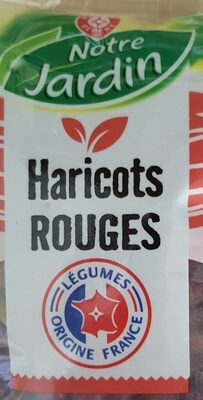 Notre
Jardin
Haricots
ROUGES
LÉGUMES
ORIGINE FRANCE